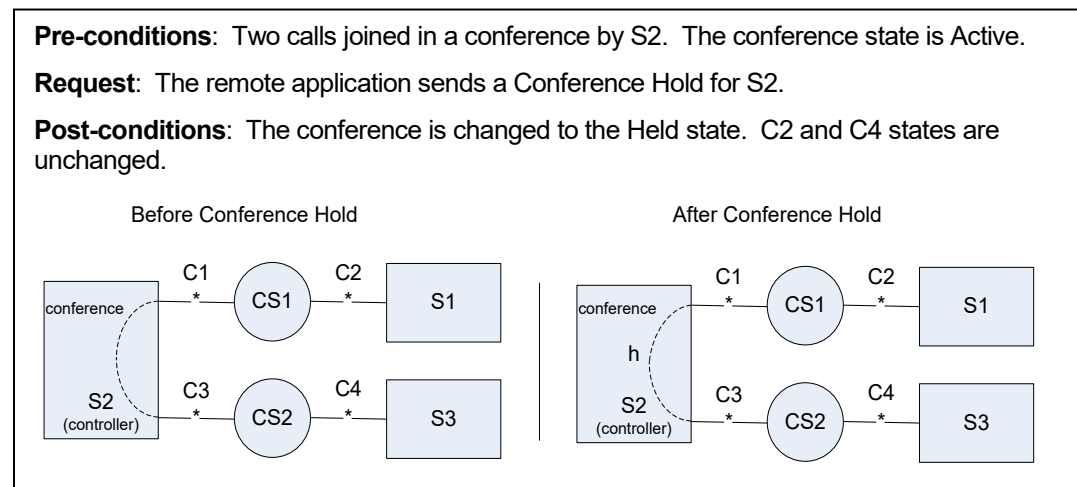 Pre-conditions: Two calls joined in a conference by S2. The conference state is Active.
Request: The remote application sends a Conference Hold for S2.
Post-conditions: The conference is changed to the Held state. C2 and C4 states are
unchanged.
Before Conference Hold
C1
*
CS1
C2
*
S1
conference
C3
*
CS2
C4
*
S3
S2
(controller)
After Conference Hold
C1
*
CS1
C2
*
S1
conference
h
C3
*
CS2
C4
*
S3
S2
(controller)